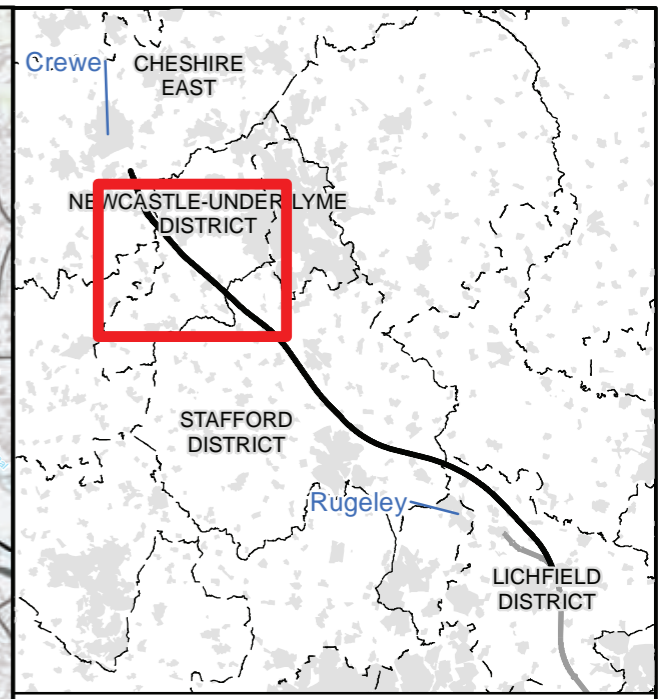 Crewe
CHESHIRE
EAST
NEWCASTLE-UNDER-LYME
DISTRICT
STAFFORD
DISTRICT
Rugeley
LICHFIELD
DISTRICT